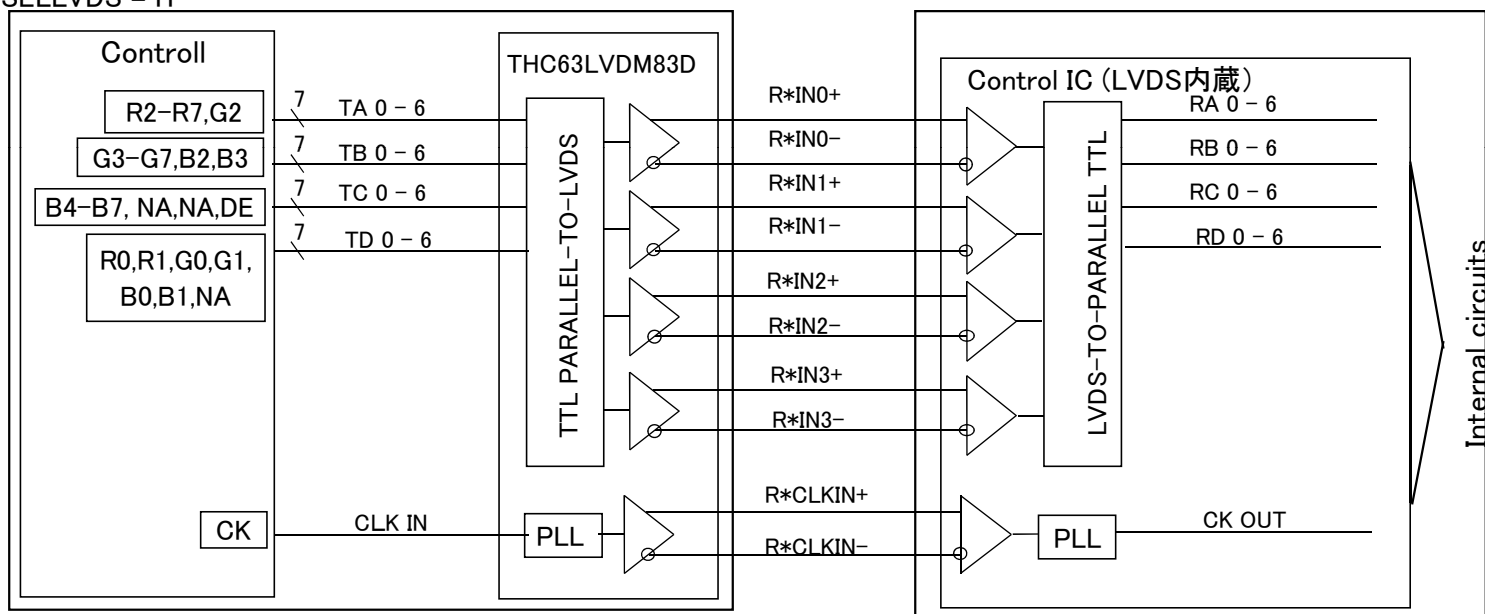 SELLVDS = H
Controll
R2-R7,G2
G3-G7,B2,B3
B4-B7, NA,NA,DE
R0,R1,G0,G1,
B0,B1,NA
CK
7
TA 0 - 6
7
TB 0 - 6
7
TC 0 - 6
7
TD 0 - 6
CLK IN
THC63LVDM83D
TTL PARALLEL-TO-LVDS
PLL
R*IN0+
R*IN0-
R*IN1+
R*IN1-
R*IN2+
R*IN2-
R*IN3+
R*IN3-
R*CLKIN+
R*CLKIN-
Control IC (LVDS内蔵)
LVDS-TO-PARALLEL TTL
PLL
RA 0 - 6
RB 0 - 6
RC 0 - 6
RD 0 - 6
CK OUT
Internal circuits